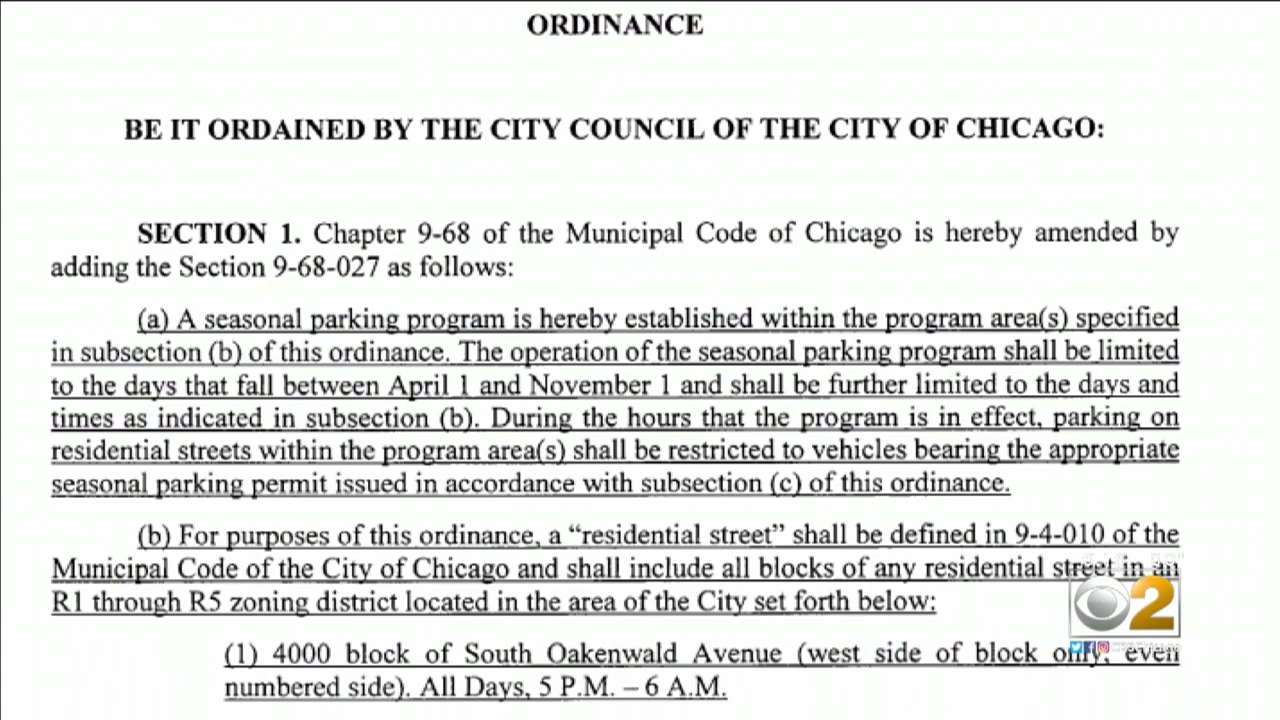 ORDINANCE
BE IT ORDAINED BY THE CITY COUNCIL OF THE CITY OF CHICAGO:
SECTION 1. Chapter 9-68 of the Municipal Code of Chicago is hereby amended by
adding the Section 9-68-027 as follows:
(a) A seasonal parking program is hereby established within the program area(s) specified
in subsection (b) of this ordinance. The operation of the seasonal parking program shall be limited
to the days that fall between April 1 and November 1 and shall be further limited to the days and
times as indicated in subsection (b). During the hours that the program is in effect, parking on
residential streets within the program area(s) shall be restricted to vehicles bearing the appropriate
seasonal parking permit issued in accordance with subsection (c) of this ordinance.
(b) For purposes of this ordinance, a “residential street” shall be defined in 9-4-010 of the
Municipal Code of the City of Chicago and shall include all blocks of any residential street in an
R1 through R5 zoning district located in the area of the City set forth below:
2
(1) 4000 block of South Oakenwald Avenue (west side of block only, even
numbered side). All Days, 5 P.M. – 6 A.M.